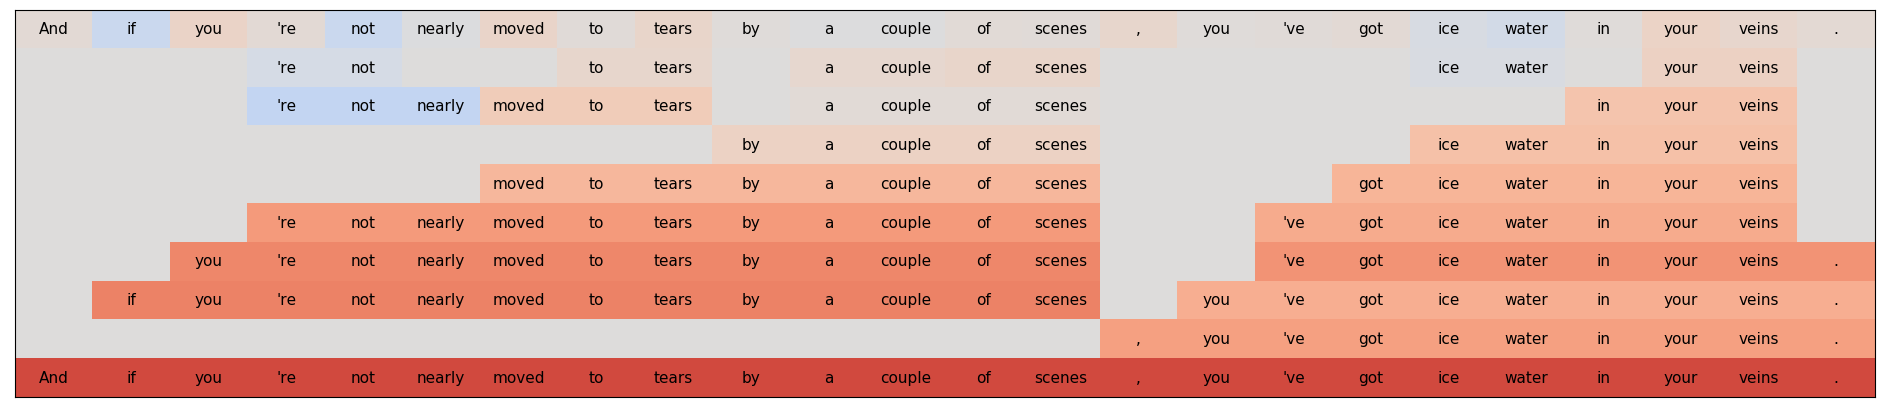 And if you 're not nearly moved to tears by a couple of scenes , you 've got ice water in your veins .
're not to tears a couple of scenes ice water your veins
're not nearly moved to tears a couple of scenes in your veins
by a couple of scenes ice water in your veins
moved to tears by a couple of scenes got ice water in your veins
're not nearly moved to tears by a couple of scenes 've got ice water in your veins
you 're not nearly moved to tears by a couple of scenes 've got ice water in your veins .
if you 're not nearly moved to tears by a couple of scenes you 've got ice water in your veins .
, you 've got ice water in your veins .
And if you 're not nearly moved to tears by a couple of scenes , you 've got ice water in your veins .